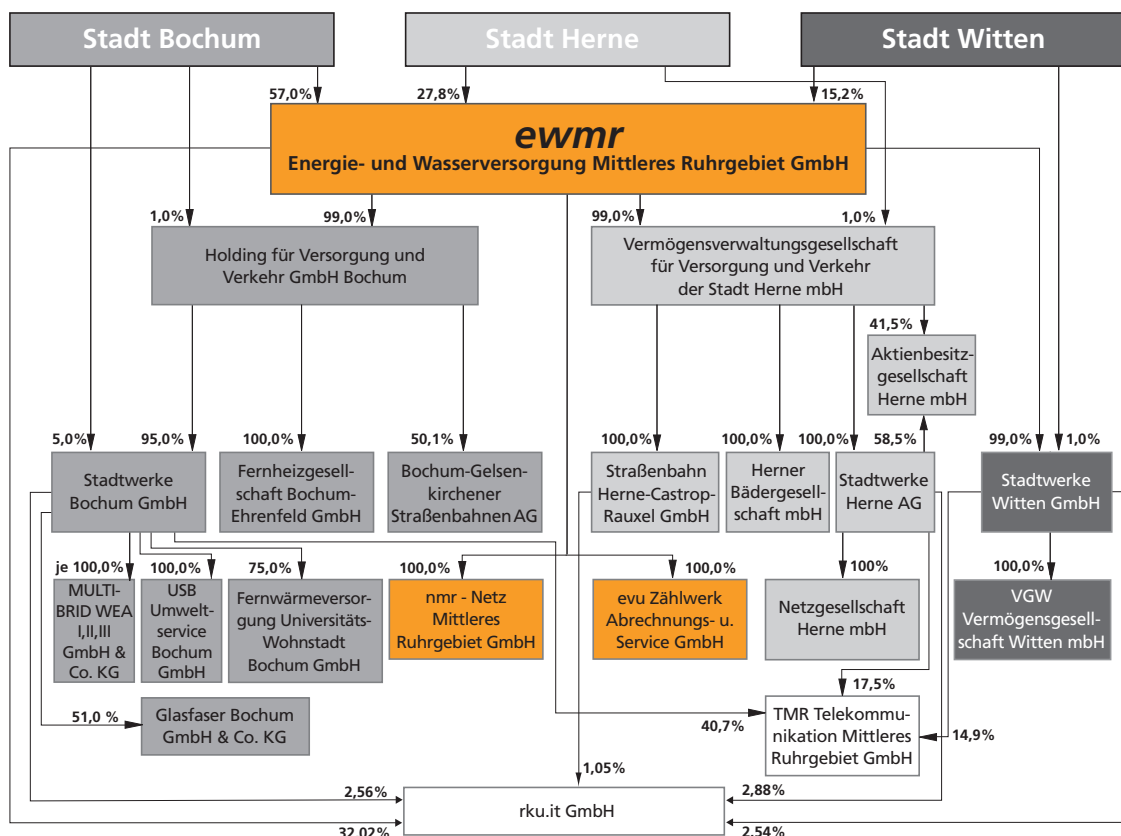 Stadt Bochum
Stadt Herne
Stadt Witten
57,0%
27,8%
15,2%
ewmr
Energie- und Wasserversorgung Mittleres Ruhrgebiet GmbH
1,0%
99,0%
99,0%
1,0%
Holding für Versorgung und
Verkehr GmbH Bochum
Vermögensverwaltungsgesellschaft
für Versorgung und Verkehr
der Stadt Herne mbH
41,5%
Aktienbesitz-
gesellschaft
Herne mbH
5,0%
95,0%
100,0%
50,1%
100,0%
100,0%
100,0%
58,5%
99,0%
1,0%
Stadtwerke
Bochum GmbH
Fernheizgesell-
schaft Bochum-
Ehrenfeld GmbH
Bochum-Gelsen-
kirchener
Straßenbahnen AG
Straßenbahn
Herne-Castrop-
Rauxel GmbH
Herner
Bädergesell-
schaft mbH
Stadtwerke
Herne AG
Stadtwerke
Witten GmbH
je 100,0%
100,0%
75,0%
100,0%
100,0%
100%
100,0%
MULTI-
BRID WEA
I,II,III
GmbH &
Co. KG
USB
Umwelt-
service
Bochum
GmbH
Fernwärmeversor-
gung Universitäts-
Wohnstadt
Bochum GmbH
nmr - Netz
Mittleres
Ruhrgebiet GmbH
evu Zählwerk
Abrechnungs- u.
Service GmbH
Netzgesellschaft
Herne mbH
VGW
Vermögensgesell-
schaft Witten mbH
51,0 %
Glasfaser Bochum
GmbH & Co. KG
17,5%
40,7%
TMR Telekommu-
nikation Mittleres
Ruhrgebiet GmbH
14,9%
1,05%
2,56%
2,88%
rku.it GmbH
32,02%
2,54%